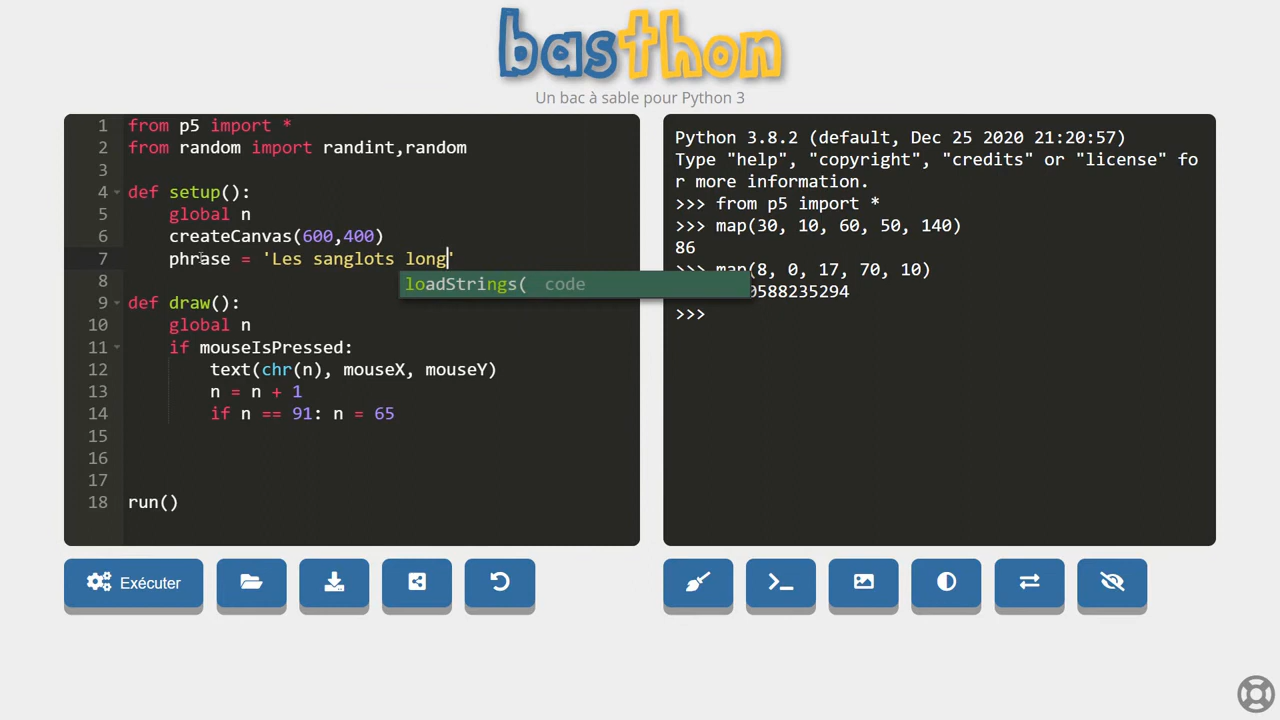 basthon
Un bac à sable pour Python 3
1 from p5 import *
2 from random import randint,random
3
4 def setup():
5 global n
6 createCanvas(600,400)
7 phrase = 'Les sanglots long'
8
loadStrings( code
9 def draw():
10 global n
11 if mouseIsPressed:
12 text(chr(n), mouseX, mouseY)
13 n = n + 1
14 if n == 91: n = 65
15
16
17
18 run()
Python 3.8.2 (default, Dec 25 2020 21:20:57)
Type "help", "copyright", "credits" or "license" fo
r more information.
>>> from p5 import *
>>> map(30, 10, 60, 50, 140)
86
>>> map(8, 0, 17, 70, 10)
0588235294
>>>
Exécuter